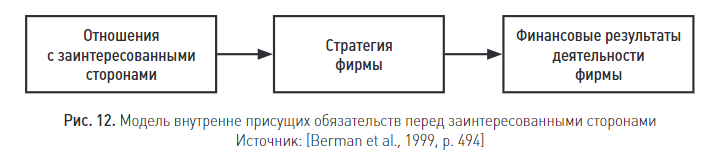 Отношения
с заинтересованными
сторонами
Стратегия
фирмы
Финансовые результаты
деятельности
фирмы
Рис. 12. Модель внутренне присущих обязательств перед заинтересованными сторонами
Источник: [Berman et al., 1999, p. 494]